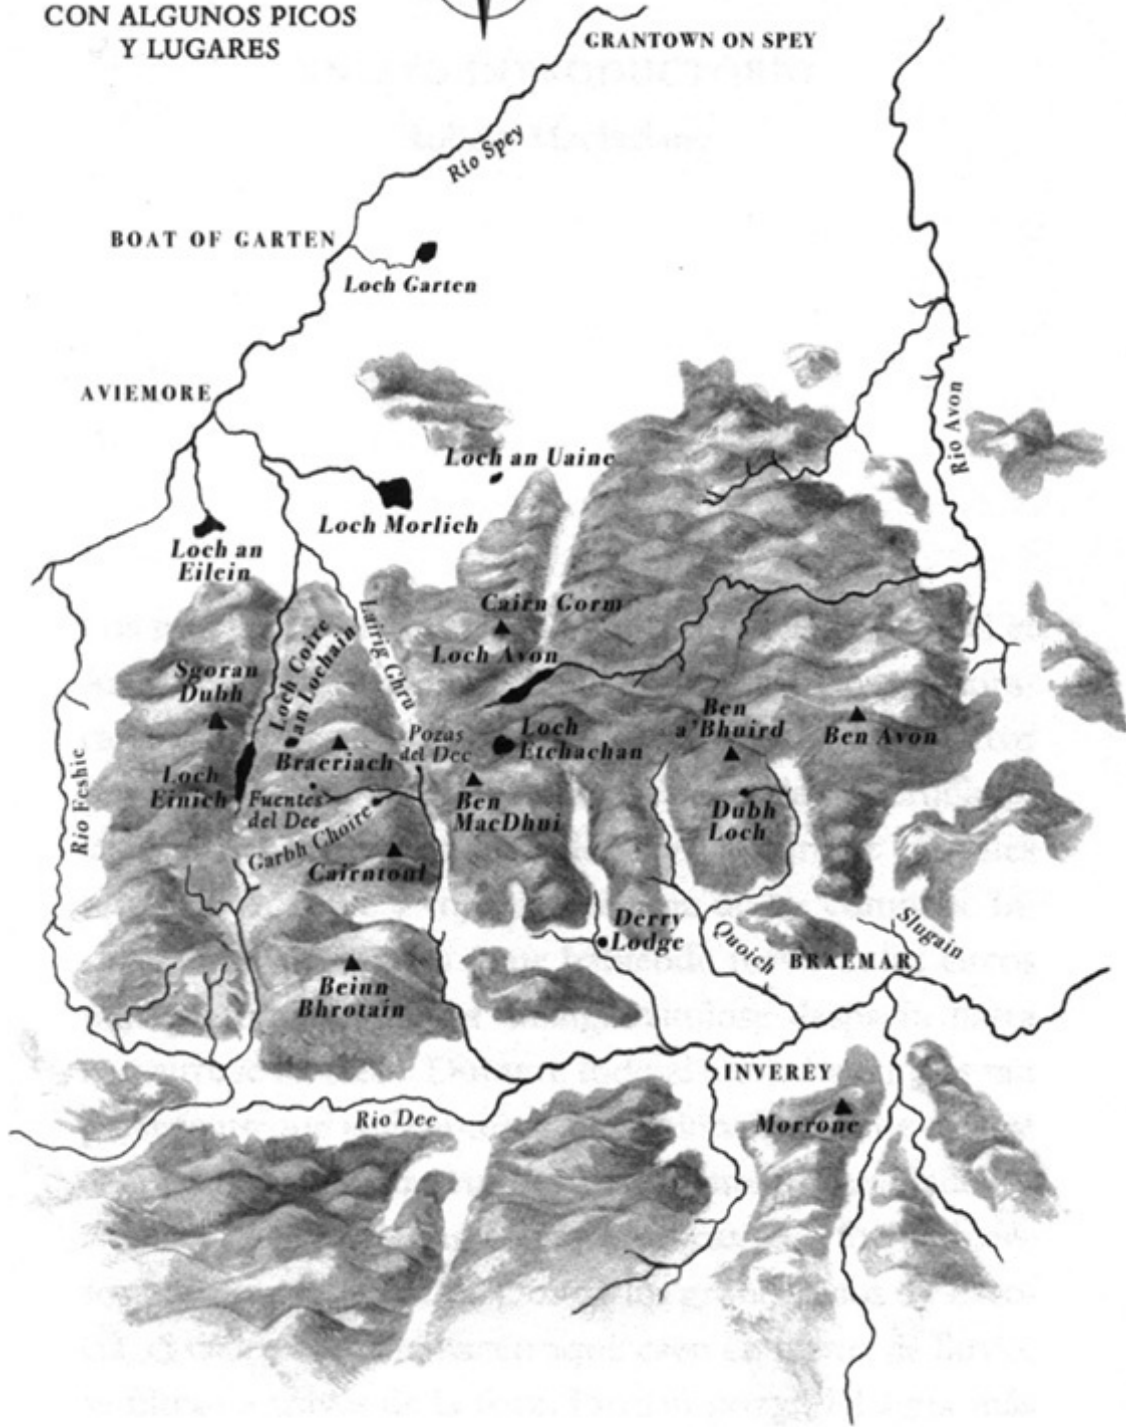 CON ALGUNOS PICOS
Y LUGARES
GRANTOWN ON SPEY
Rio Spey
BOAT OF GARTEN
Loch Garten
AVIEMORE
Rio Avon
Loch an Uaine
Loch Morlich
Loch an
Eilein
Cairn Gorm
Lairig Ghru
Loch Coire
an Lochain
Loch Avon
Sgoran
Dubh
Ben
a'Bhuird
Ben Avon
Pozas
del Dee
Loch
Etchachan
Braeriach
Rio Feshie
Loch
Einich
Fuentes
del Dee
Ben
MacDhui
Dubh
Loch
Garbh Choire
Cairntoul
Derry
Lodge
Quoich
Slugain
BRAEMAR
Beinn
Bhrotain
INVEREY
Rio Dee
Morrone